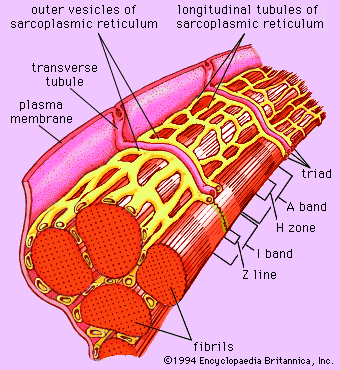 outer vesicles of
sarcoplasmic reticulum
longitudinal tubules of
sarcoplasmic reticulum
transverse
tubule
plasma
membrane
triad
A band
H zone
I band
Z line
fibrils
©1994 Encyclopaedia Britannica, Inc.